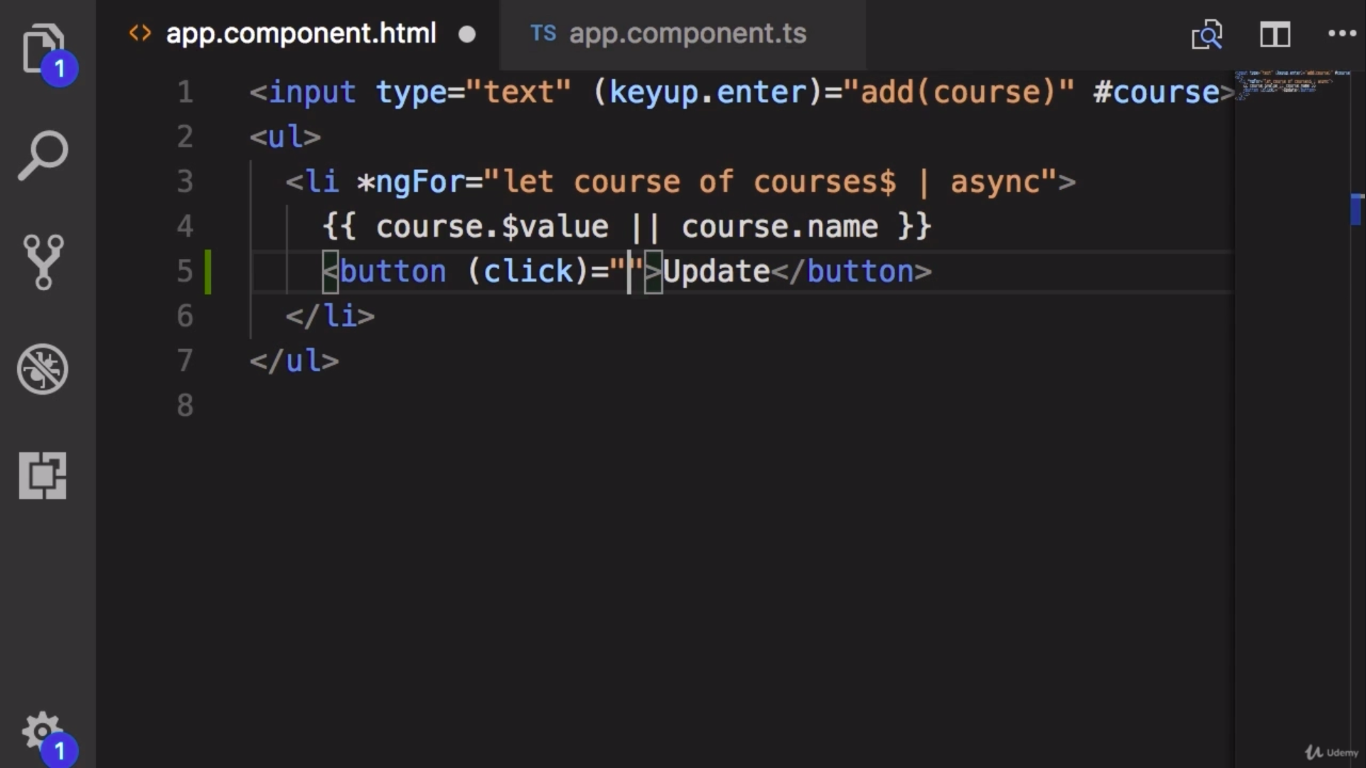 <> app.component.html TS app.component.ts
1 <input type="text" (keyup.enter)="add(course)" #course>
2 <ul>
3 <li *ngFor="let course of courses$ | async">
4 {{ course.$value || course.name }}
5 <button (click)="">Update</button>
6 </li>
7 </ul>
8
1
1
Udemy